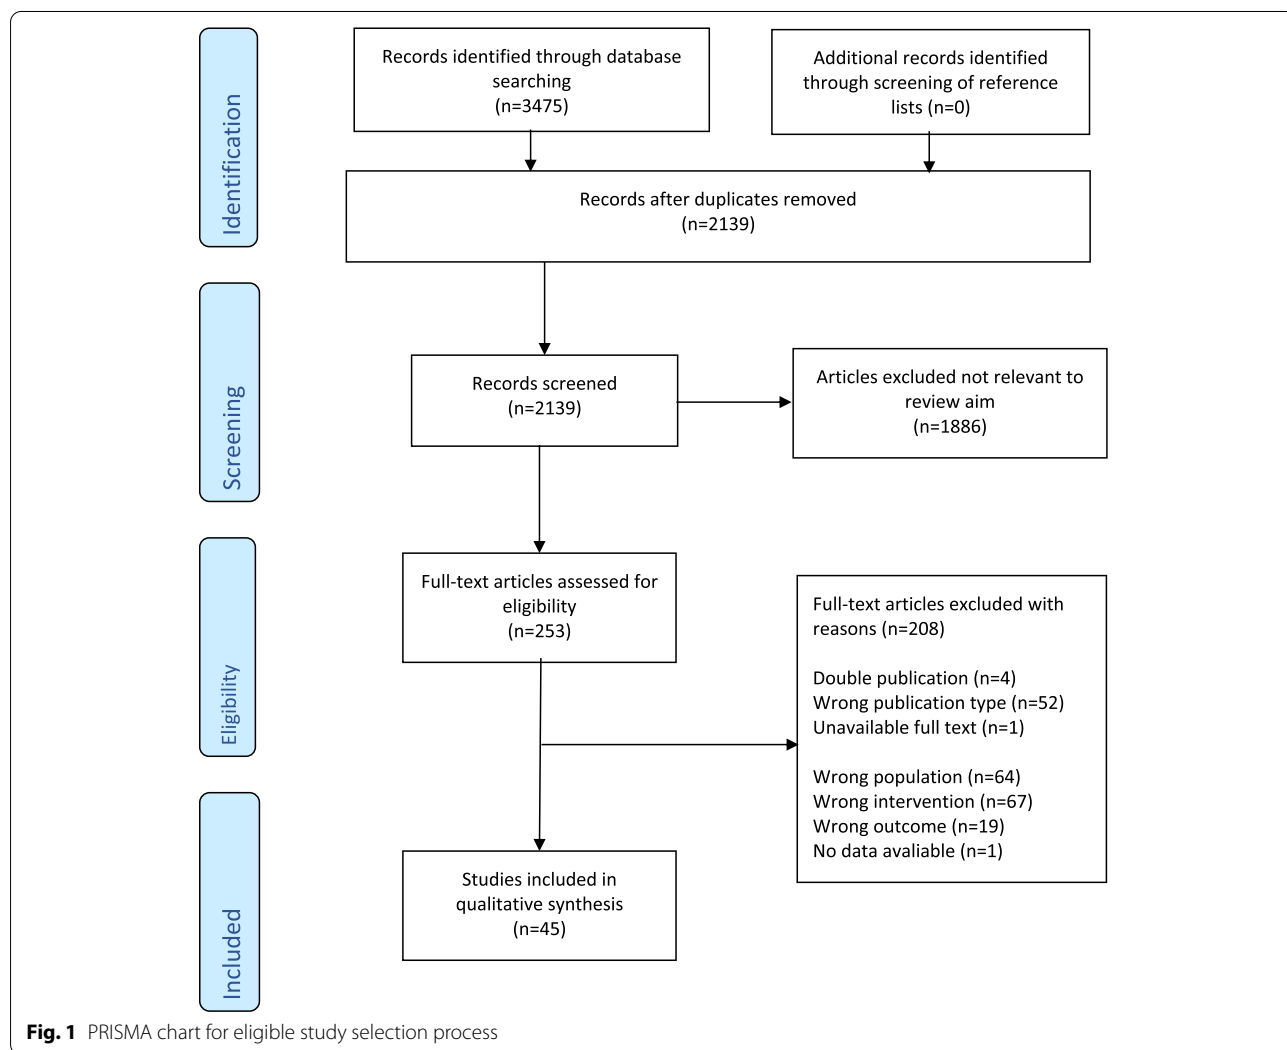 Identification
Records identified through database
searching
(n=3475)
Additional records identified
through screening of reference
lists (n=0)
Records after duplicates removed
(n=2139)
Screening
Records screened
(n=2139)
Articles excluded not relevant to
review aim
(n=1886)
Eligibility
Full-text articles assessed for
eligibility
(n=253)
Full-text articles excluded with
reasons (n=208)
Double publication (n=4)
Wrong publication type (n=52)
Unavailable full text (n=1)
Wrong population (n=64)
Wrong intervention (n=67)
Wrong outcome (n=19)
No data avaliable (n=1)
Included
Studies included in
qualitative synthesis
(n=45)
Fig. 1 PRISMA chart for eligible study selection process